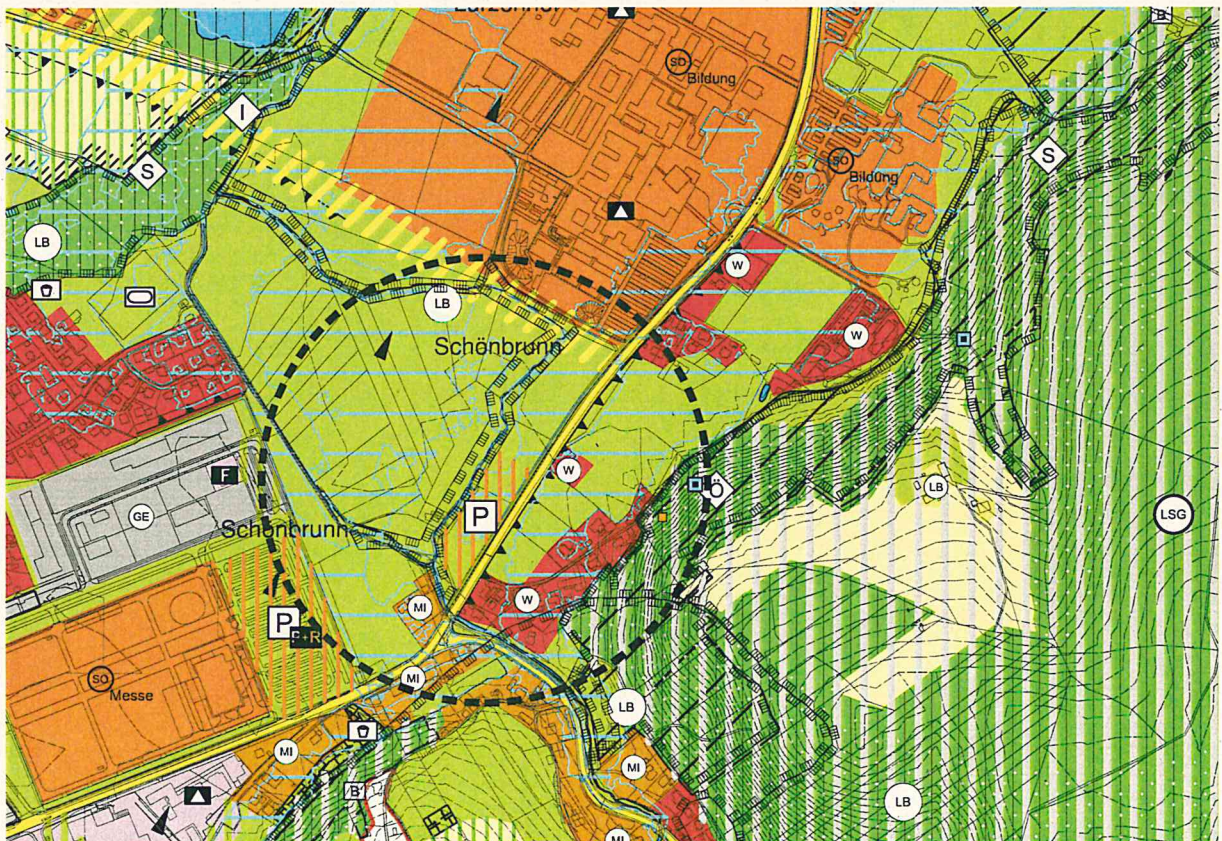 SO
Bildung
B
I
S
SO
Bildung
S
LB
W
LB
Schönbrunn
W
W
LB
F
Ö
GE
P
LSG
Schönbrunn
W
MI
P
P+R
SO
Messe
MI
LB
MI
MI
B
LB
MI